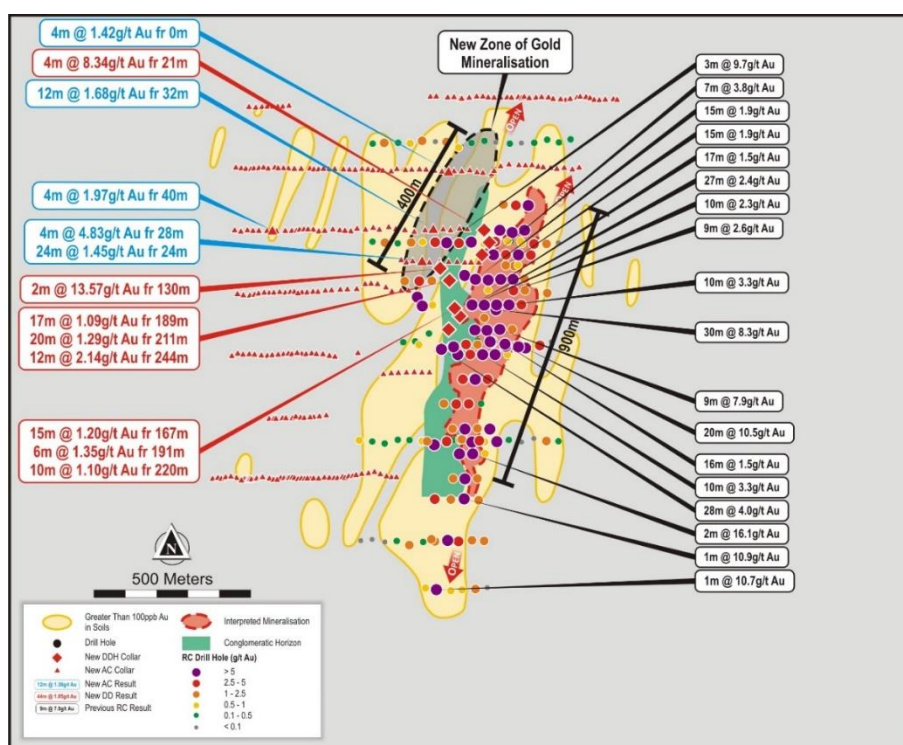 4m @ 1.42g/t Au fr 0m
4m @ 8.34g/t Au fr 21m
12m @ 1.68g/t Au fr 32m
4m @ 1.97g/t Au fr 40m
4m @ 4.83g/t Au fr 28m
24m @ 1.45g/t Au fr 24m
2m @ 13.57g/t Au fr 130m
17m @ 1.09g/t Au fr 189m
20m @ 1.29g/t Au fr 211m
12m @ 2.14g/t Au fr 244m
15m @ 1.20g/t Au fr 167m
6m @ 1.35g/t Au fr 191m
10m @ 1.10g/t Au fr 220m
New Zone of Gold
Mineralisation
OPEN
OPEN
400m
900m
OPEN
3m @ 9.7g/t Au
7m @ 3.8g/t Au
15m @ 1.9g/t Au
15m @ 1.9g/t Au
17m @ 1.5g/t Au
27m @ 2.4g/t Au
10m @ 2.3g/t Au
9m @ 2.6g/t Au
10m @ 3.3g/t Au
30m @ 8.3g/t Au
9m @ 7.9g/t Au
20m @ 10.5g/t Au
16m @ 1.5g/t Au
10m @ 3.3g/t Au
28m @ 4.0g/t Au
2m @ 16.1g/t Au
1m @ 10.9g/t Au
1m @ 10.7g/t Au
N
500 Meters
Greater Than 100ppb Au
in Soils
Drill Hole
New DDH Collar
New AC Collar
New AC Result
New DD Result
Previous RC Result
Interpreted Mineralisation
Conglomeratic Horizon
RC Drill Hole (g/t Au)
> 5
2.5 - 5
1 - 2.5
0.5 - 1
0.1 - 0.5
< 0.1